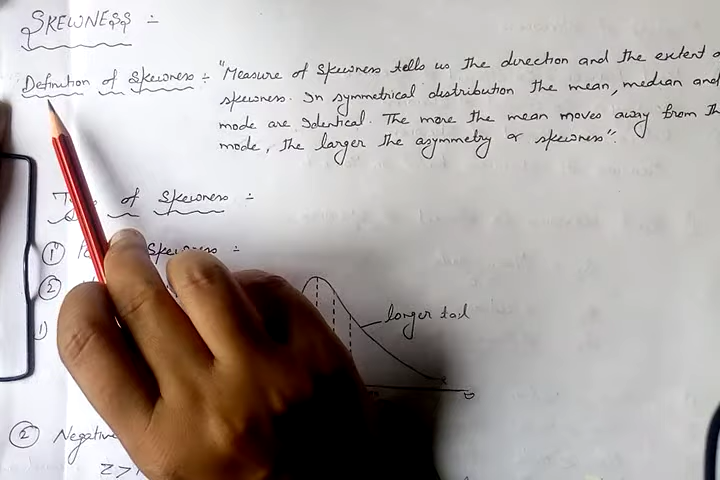 SKEWNESS :-
Definition of Skewness :- "Measure of Skewness tells us the direction and the extent of
skewness. In symmetrical distribution the mean, median and
mode are Identical. The more the mean moves away from the
mode, the larger the asymmetry or skewness".
of Skewness :-
① Skewness :-
②
1) longer tail
② Negative
Z >